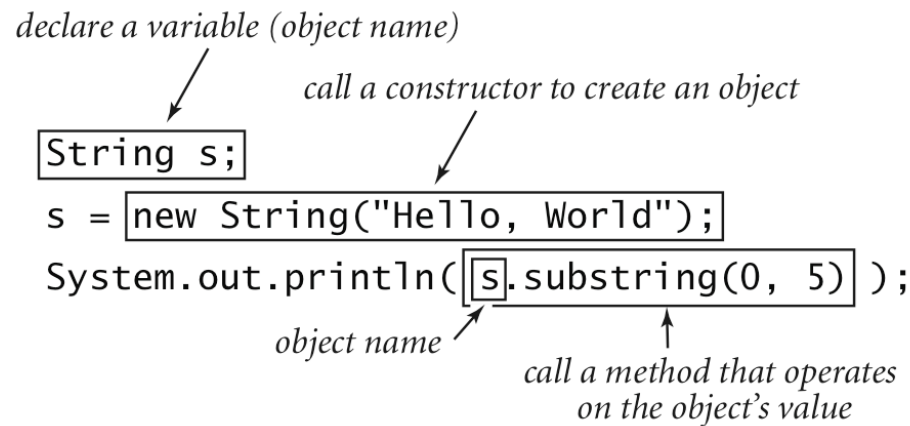 declare a variable (object name)
call a constructor to create an object
String s;
s = new String("Hello, World");
System.out.println( s.substring(0, 5) );
object name
call a method that operates
on the object's value